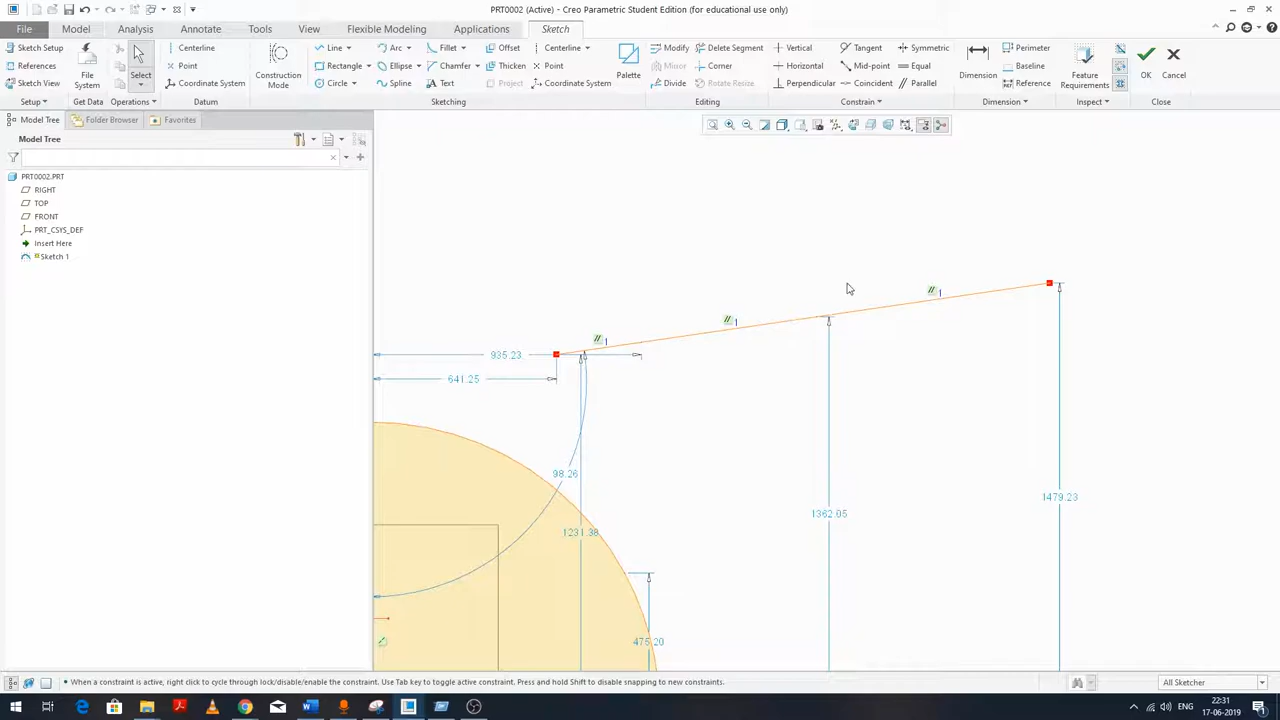 PRT0002 (Active) - Creo Parametric Student Edition (for educational use only)
File Model Analysis Annotate Tools View Flexible Modeling Applications Sketch
Sketch Setup
References
Sketch View
Setup
File System
Get Data
Select
Operations
Centerline
Point
Coordinate System
Datum
Construction Mode
Line Arc Fillet Offset Centerline
Rectangle Ellipse Chamfer Thicken Point
Circle Spline Text Project Coordinate System
Palette
Sketching
Modify Delete Segment
Mirror Corner
Divide Rotate Resize
Editing
Vertical Tangent Symmetric
Horizontal Mid-point Equal
Perpendicular Coincident Parallel
Constrain
Dimension
Perimeter
Baseline
Reference
Dimension
Feature Requirements
Inspect
OK
Cancel
Close
Model Tree Folder Browser Favorites
Model Tree
PRT0002.PRT
RIGHT
TOP
FRONT
PRT_CSYS_DEF
Insert Here
Sketch 1
1
1
1
935.23
641.25
98.26
1231.38
1362.05
1479.23
475.20
When a constraint is active, right click to cycle through lock/disable/enable the constraint. Use Tab key to toggle active constraint. Press and hold Shift to disable snapping to new constraints.
All Sketcher
ENG
22:31
17-06-2019